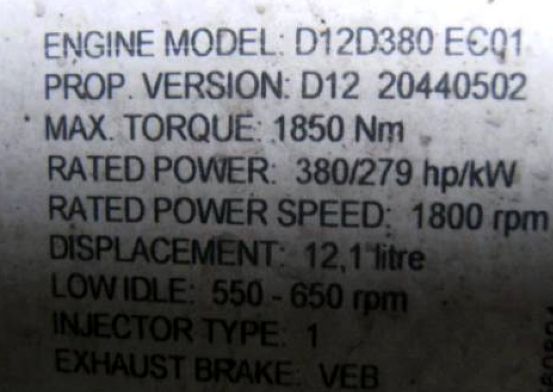 ENGINE MODEL: D12D380 EC01
PROP. VERSION: D12 20440502
MAX. TORQUE: 1850 Nm
RATED POWER: 380/279 hp/kW
RATED POWER SPEED: 1800 rpm
DISPLACEMENT: 12,1 litre
LOW IDLE: 550 - 650 rpm
INJECTOR TYPE: 1
EXHAUST BRAKE: VEB